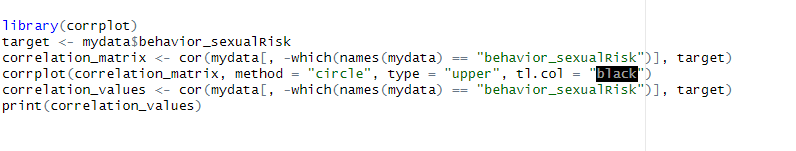 library(corrplot)
target <- mydata$behavior_sexualRisk
correlation_matrix <- cor(mydata[, -which(names(mydata) == "behavior_sexualRisk")], target)
corrplot(correlation_matrix, method = "circle", type = "upper", tl.col = "black")
correlation_values <- cor(mydata[, -which(names(mydata) == "behavior_sexualRisk")], target)
print(correlation_values)